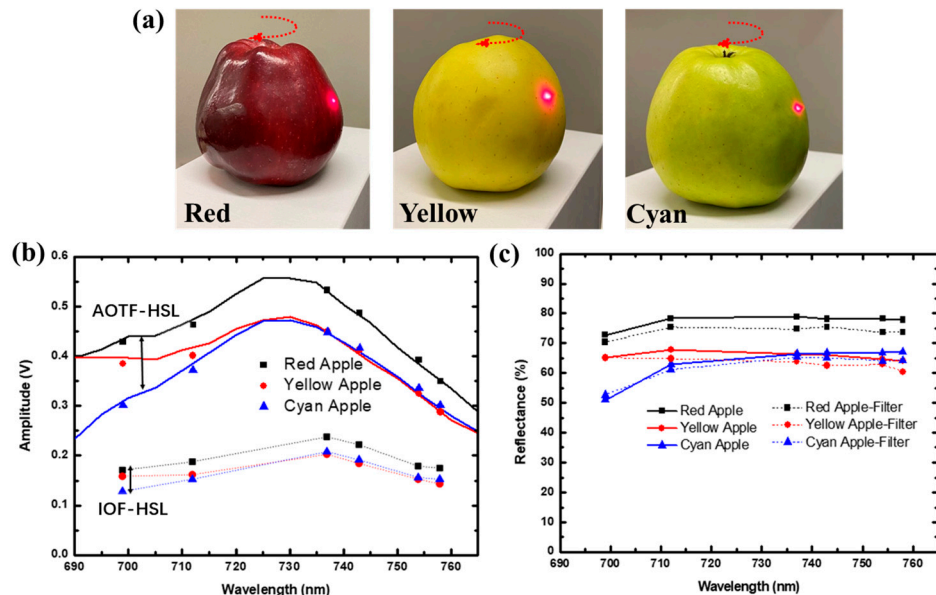 (a)
Red
Yellow
Cyan
(b)
0.6
0.5
0.4
0.3
0.2
0.1
0.0
Amplitude (V)
AOTF-HSL
Red Apple
Yellow Apple
Cyan Apple
IOF-HSL
690 700 710 720 730 740 750 760
Wavelength (nm)
(c)
100
90
80
70
60
50
40
30
20
10
0
Reflectance (%)
Red Apple
Yellow Apple
Cyan Apple
Red Apple-Filter
Yellow Apple-Filter
Cyan Apple-Filter
690 700 710 720 730 740 750 760
Wavelength (nm)